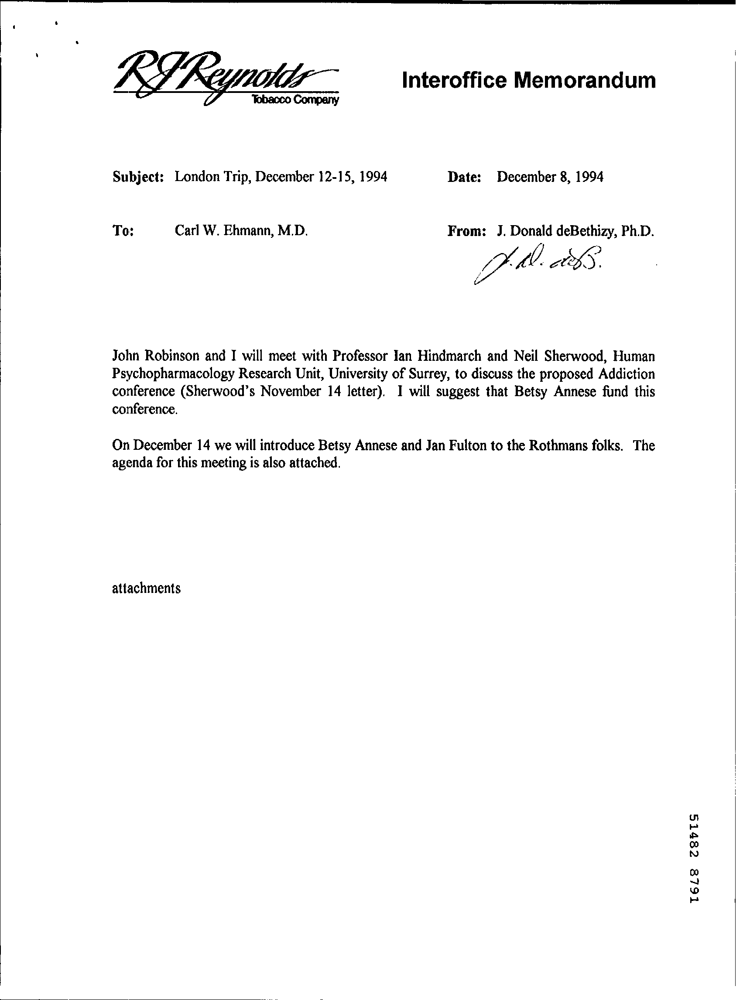 RJReynolds
Tobacco Company
Interoffice Memorandum
Subject: London Trip, December 12-15, 1994
Date: December 8, 1994
To: Carl W. Ehmann, M.D.
From: J. Donald deBethizy, Ph.D.
J. D. deB.
John Robinson and I will meet with Professor Ian Hindmarch and Neil Sherwood, Human
Psychopharmacology Research Unit, University of Surrey, to discuss the proposed Addiction
conference (Sherwood's November 14 letter). I will suggest that Betsy Annese fund this
conference.
On December 14 we will introduce Betsy Annese and Jan Fulton to the Rothmans folks. The
agenda for this meeting is also attached.
attachments
51482 8791